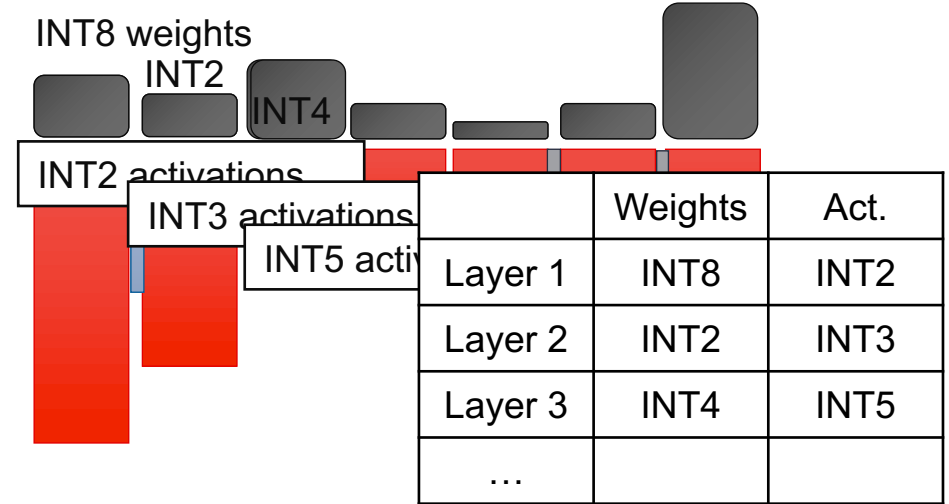 INT8 weights
INT2
INT4
INT2 activations
INT3 activations
INT5
Weights Act.
Layer 1 INT8 INT2
Layer 2 INT2 INT3
Layer 3 INT4 INT5
…